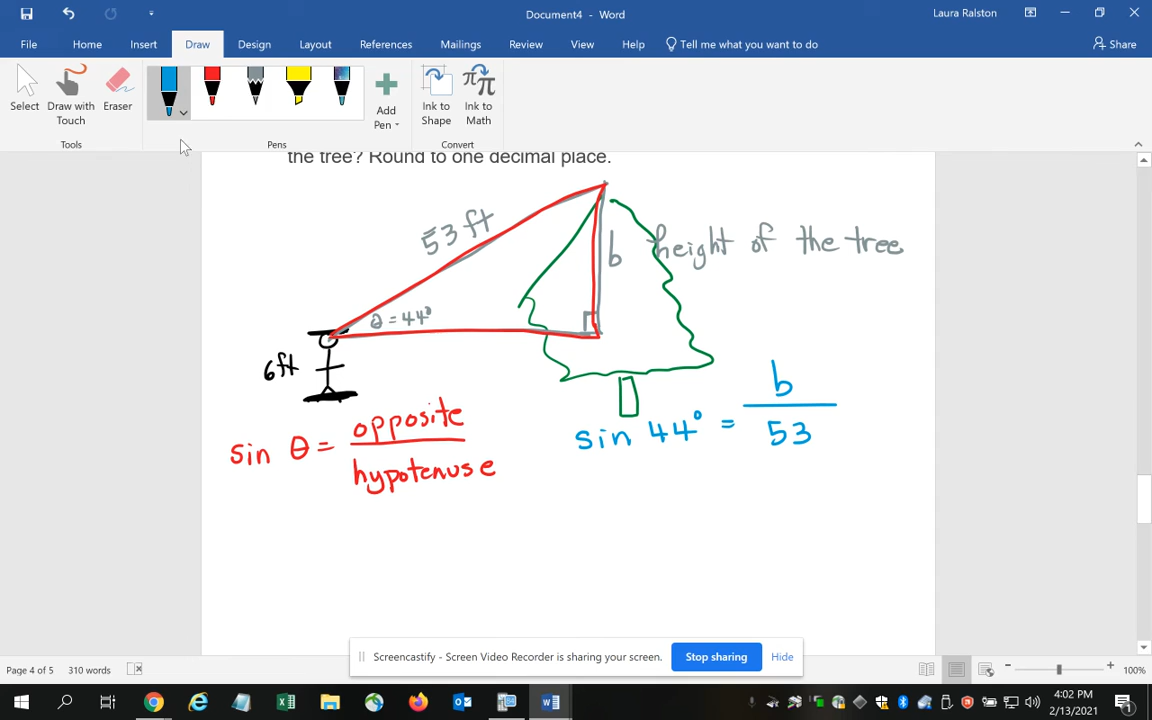 Document4 - Word
Laura Ralston
File Home Insert Draw Design Layout References Mailings Review View Help Tell me what you want to do Share
Select
Draw with Touch
Eraser
Add Pen
Ink to Shape
Ink to Math
Tools
Pens
Convert
the tree? Round to one decimal place.
53 ft
b
height of the tree
θ = 44°
6ft
sin θ = opposite / hypotenuse
sin 44° = b / 53
Screencastify - Screen Video Recorder is sharing your screen.
Stop sharing
Hide
Page 4 of 5
310 words
100%
4:02 PM
2/13/2021
1